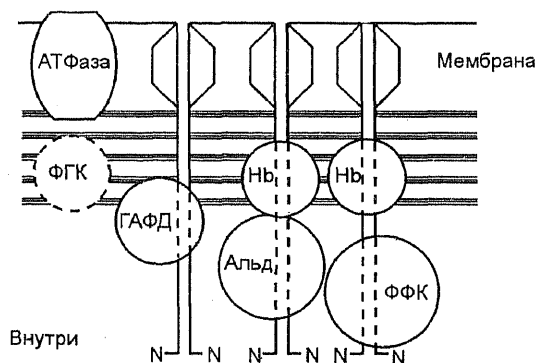 АТФаза
Мембрана
ФГК
Hb
Hb
ГАФД
Альд.
ФФК
Внутри
N N N N N N